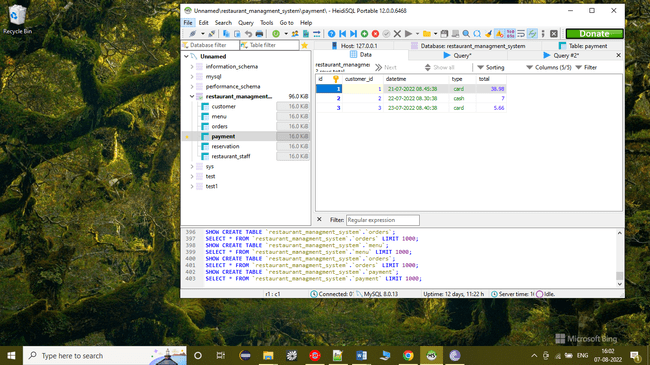 Recycle Bin
Unnamed\restaurant_managment_system\payment\ - HeidiSQL Portable 12.0.0.6468
File Edit Search Query Tools Go to Help
Donate
Database filter Table filter
Host: 127.0.0.1 Database: restaurant_managment_system Table: payment
Data Query* Query #2*
Unnamed
information_schema
mysql
performance_schema
restaurant_managmt... 96.0 KiB
customer 16.0 KiB
menu 16.0 KiB
orders 16.0 KiB
payment 16.0 KiB
reservation 16.0 KiB
restaurant_staff 16.0 KiB
sys
test
test1
restaurant_managme
Next Show all Sorting Columns (5/5) Filter
id customer_id datetime type total
1 1 21-07-2022 08.45:38 card 38.98
2 2 22-07-2022 08.30:38 cash 7
3 3 23-07-2022 08.40:38 card 5.66
Filter: Regular expression
396 SHOW CREATE TABLE `restaurant_managment_system`.`orders`;
397 SELECT * FROM `restaurant_managment_system`.`orders` LIMIT 1000;
398 SHOW CREATE TABLE `restaurant_managment_system`.`menu`;
399 SELECT * FROM `restaurant_managment_system`.`menu` LIMIT 1000;
400 SHOW CREATE TABLE `restaurant_managment_system`.`orders`;
401 SELECT * FROM `restaurant_managment_system`.`orders` LIMIT 1000;
402 SHOW CREATE TABLE `restaurant_managment_system`.`payment`;
403 SELECT * FROM `restaurant_managment_system`.`payment` LIMIT 1000;
r1 : c1 Connected: 0 MySQL 8.0.13 Uptime: 12 days, 11:22 h Server time: 1 Idle.
Microsoft Bing
Type here to search
ENG
16:02
07-08-2022